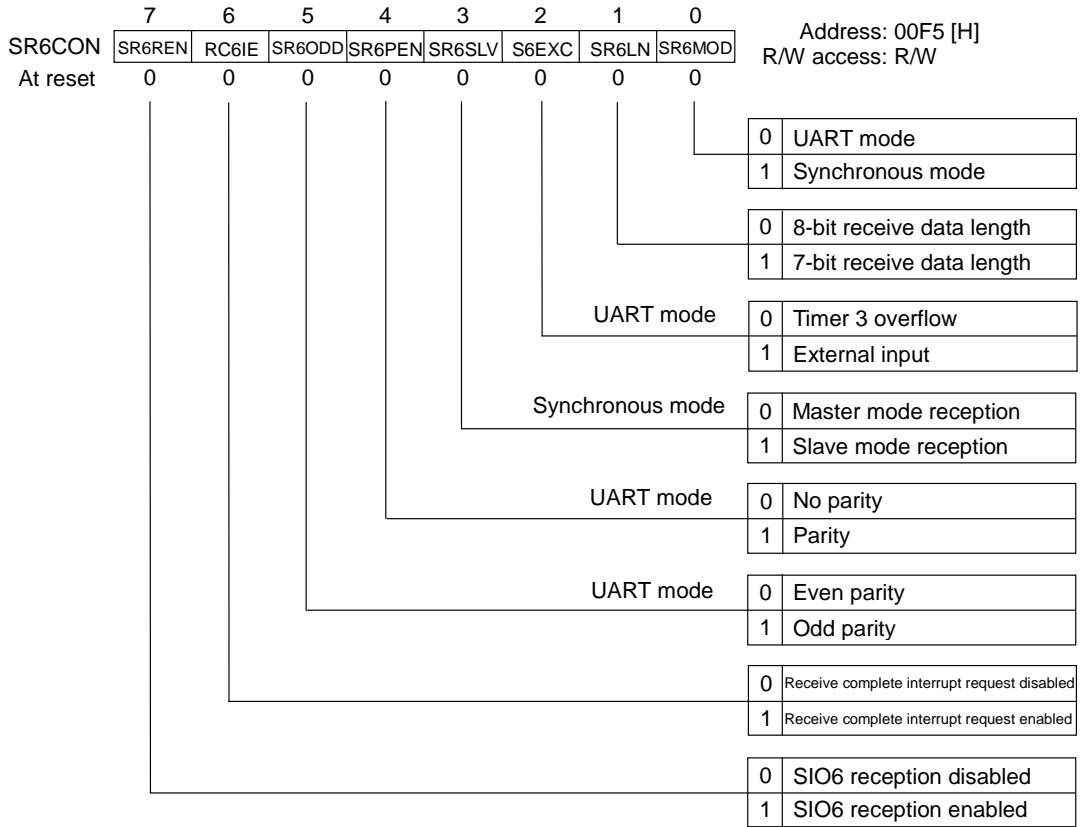 7 6 5 4 3 2 1 0
SR6CON SR6REN RC6IE SR6ODD SR6PEN SR6SLV S6EXC SR6LN SR6MOD
At reset 0 0 0 0 0 0 0 0
Address: 00F5 [H]
R/W access: R/W
0 UART mode
1 Synchronous mode
0 8-bit receive data length
1 7-bit receive data length
UART mode 0 Timer 3 overflow
1 External input
Synchronous mode 0 Master mode reception
1 Slave mode reception
UART mode 0 No parity
1 Parity
UART mode 0 Even parity
1 Odd parity
0 Receive complete interrupt request disabled
1 Receive complete interrupt request enabled
0 SIO6 reception disabled
1 SIO6 reception enabled